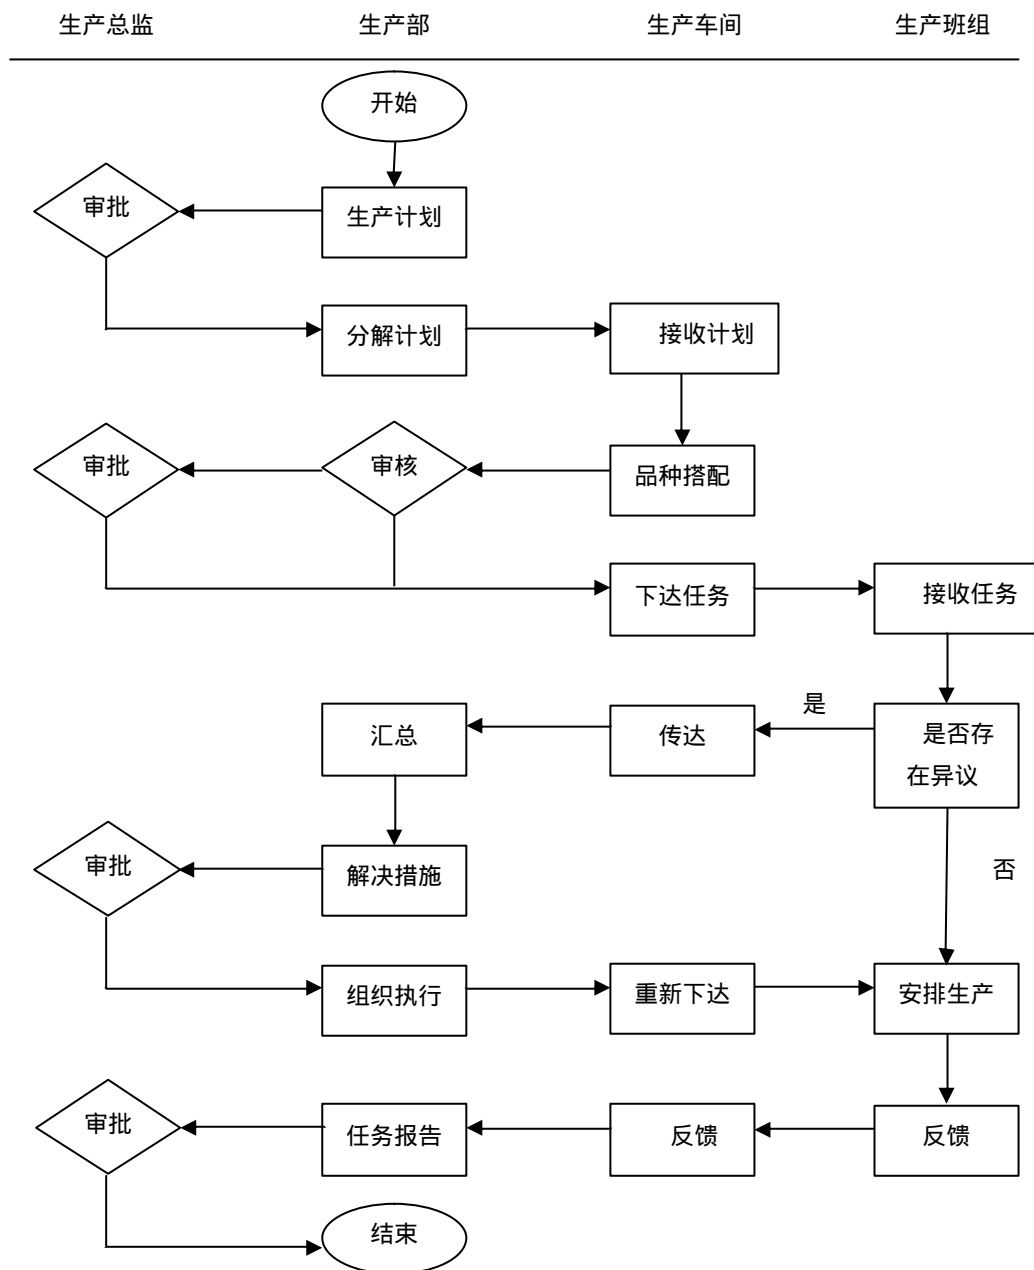 生产总监 生产部 生产车间 生产班组
开始
审批 生产计划
分解计划 接收计划
审批 审核 品种搭配
下达任务 接收任务
是
汇总 传达 是否存
在异议
审批 解决措施 否
组织执行 重新下达 安排生产
审批 任务报告 反馈 反馈
结束